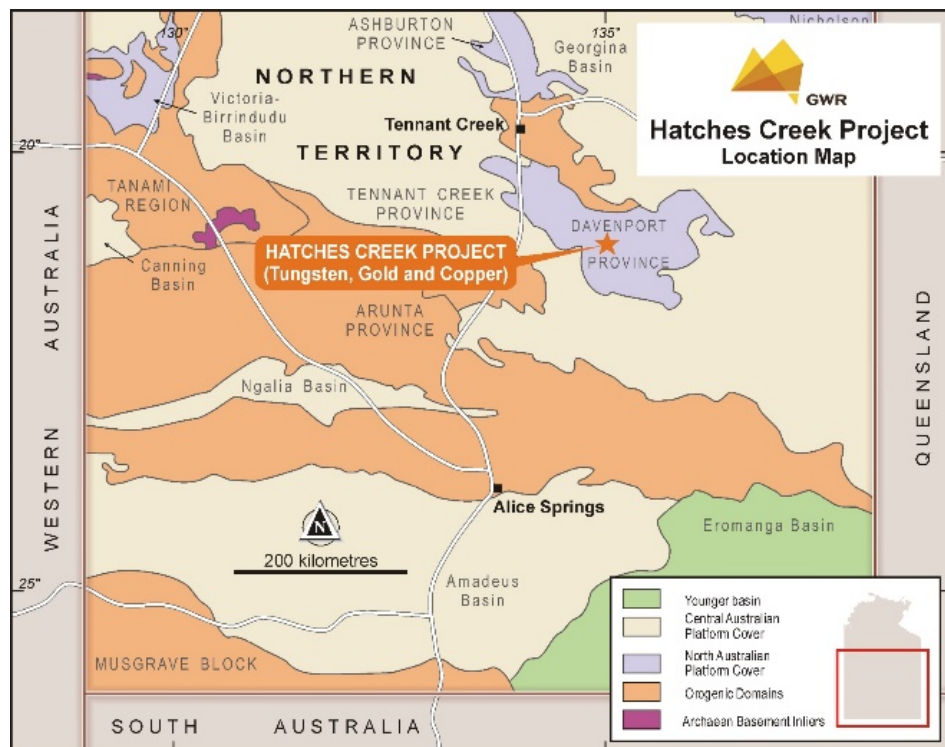 130°
135°
ASHBURTON
PROVINCE
Nicholson
Georgina
Basin
NORTHERN
TERRITORY
Victoria-
Birrindudu
Basin
Tennant Creek
GWR
Hatches Creek Project
Location Map
20°
TANAMI
REGION
TENNANT CREEK
PROVINCE
DAVENPORT
PROVINCE
HATCHES CREEK PROJECT
(Tungsten, Gold and Copper)
Canning
Basin
ARUNTA
PROVINCE
WESTERN AUSTRALIA
QUEENSLAND
Ngalia Basin
Alice Springs
Eromanga Basin
N
200 kilometres
25°
Amadeus
Basin
MUSGRAVE BLOCK
SOUTH AUSTRALIA
Younger basin
Central Australian
Platform Cover
North Australian
Platform Cover
Orogenic Domains
Archaean Basement Inliers